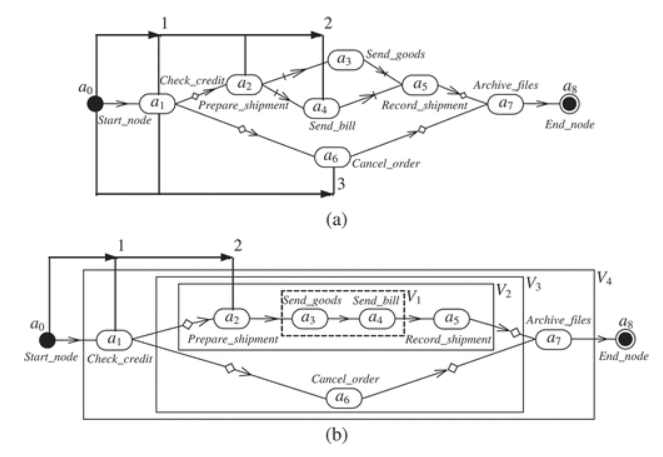 1
2
a0
Start_node
Check_credit
a1
a2
Prepare_shipment
a3
Send_goods
a4
Send_bill
a5
Record_shipment
Archive_files
a7
a8
End_node
a6
Cancel_order
3
(a)
1
2
V4
V3
V2
V1
a0
Start_node
a1
Check_credit
a2
Prepare_shipment
Send_goods
a3
Send_bill
a4
a5
Record_shipment
Archive_files
a7
a8
End_node
Cancel_order
a6
(b)